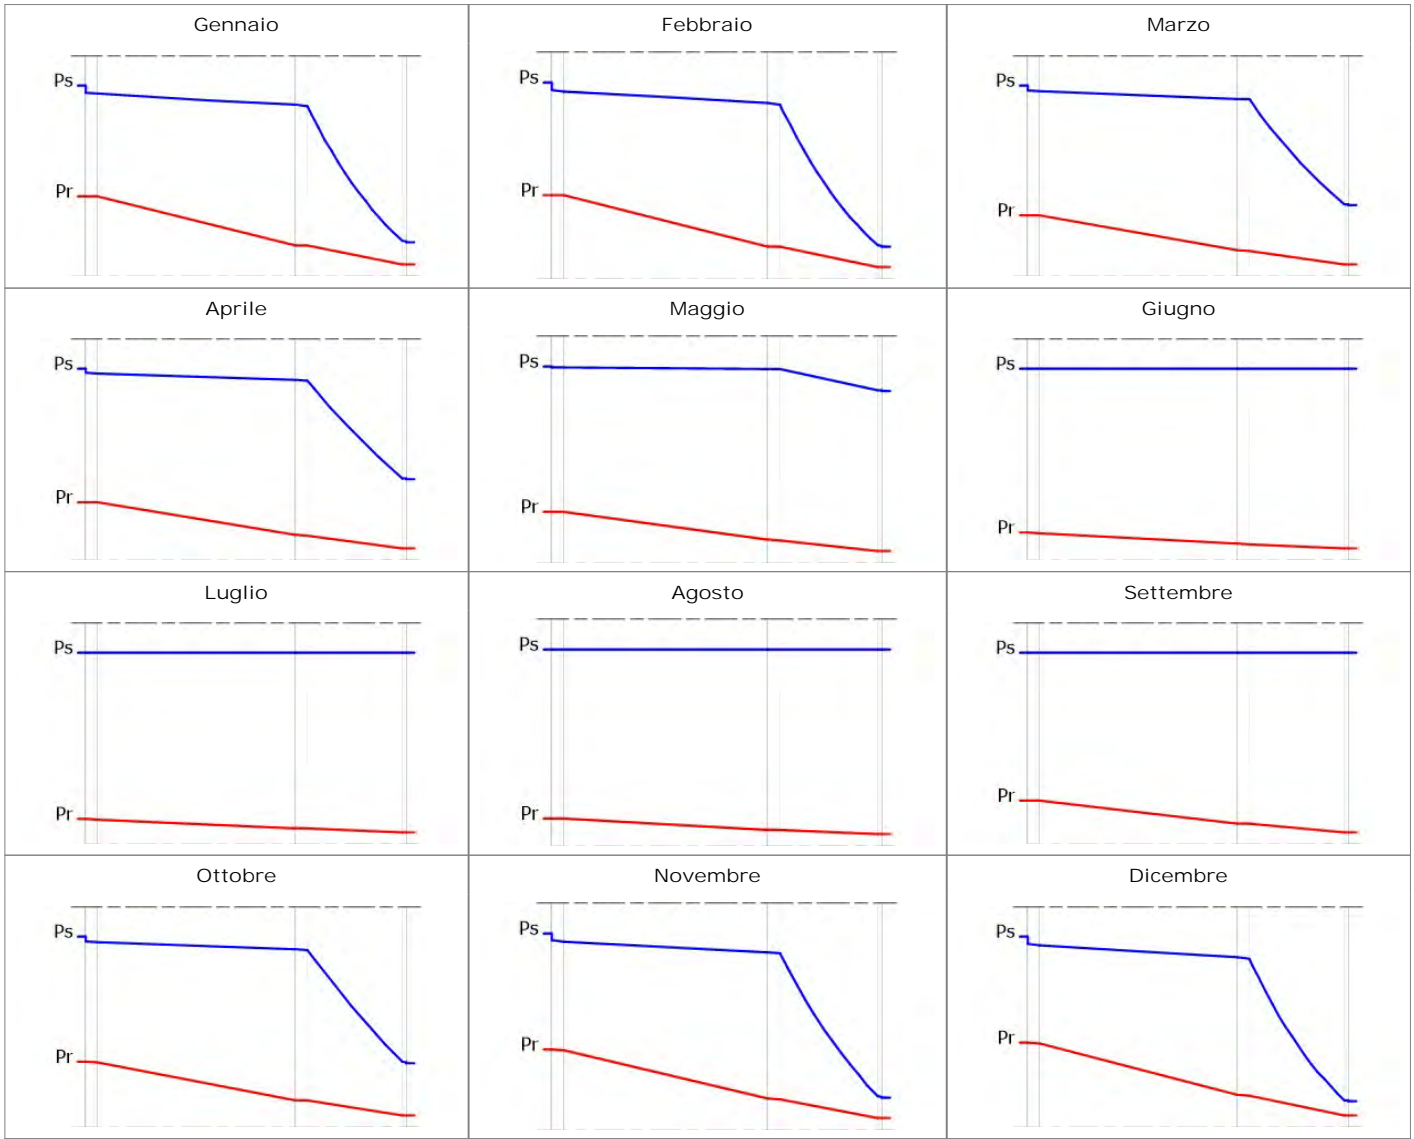 Gennaio
Febbraio
Marzo
Ps
Ps
Ps
Pr
Pr
Pr
Aprile
Maggio
Giugno
Ps
Ps
Ps
Pr
Pr
Pr
Luglio
Agosto
Settembre
Ps
Ps
Ps
Pr
Pr
Pr
Ottobre
Novembre
Dicembre
Ps
Ps
Ps
Pr
Pr
Pr